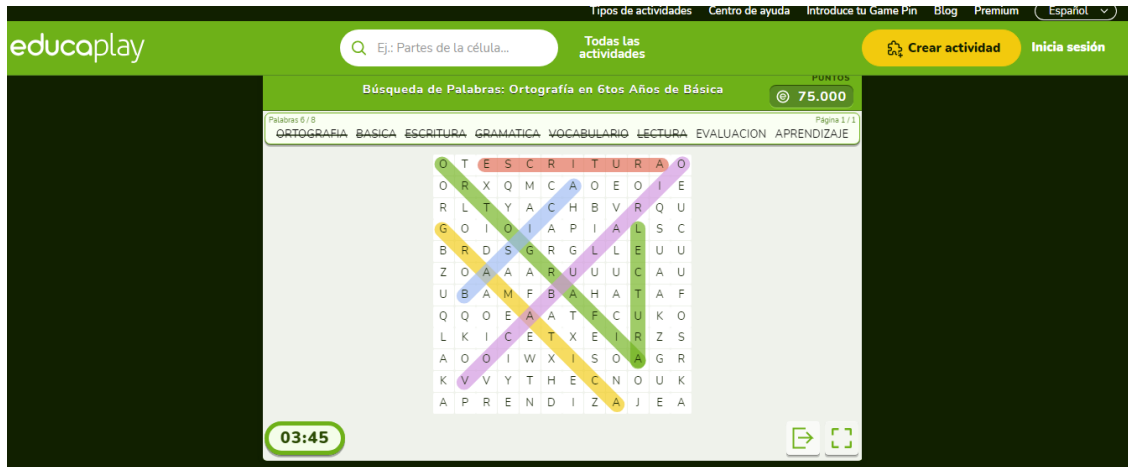 Tipos de actividades Centro de ayuda Introduce tu Game Pin Blog Premium Español
educaplay Ej.: Partes de la célula... Todas las actividades Crear actividad Inicia sesión
PUNTOS
Búsqueda de Palabras: Ortografía en 6tos Años de Básica 75.000
Palabras 6 / 8 Página 1 / 1
ORTOGRAFIA BASICA ESCRITURA GRAMATICA VOCABULARIO LECTURA EVALUACION APRENDIZAJE
O T E S C R I T U R A O
O R X Q M C A O E O I E
R L T Y A C H B V R Q U
G O I O I A P I A L S C
B R D S G R G L L E U U
Z O A A A R U U U C A U
U B A M F B A H A T A F
Q Q O E A A T F C U K O
L K I C E T X E I R Z S
A O O I W X I S O A G R
K V V Y T H E C N O U K
A P R E N D I Z A J E A
03:45